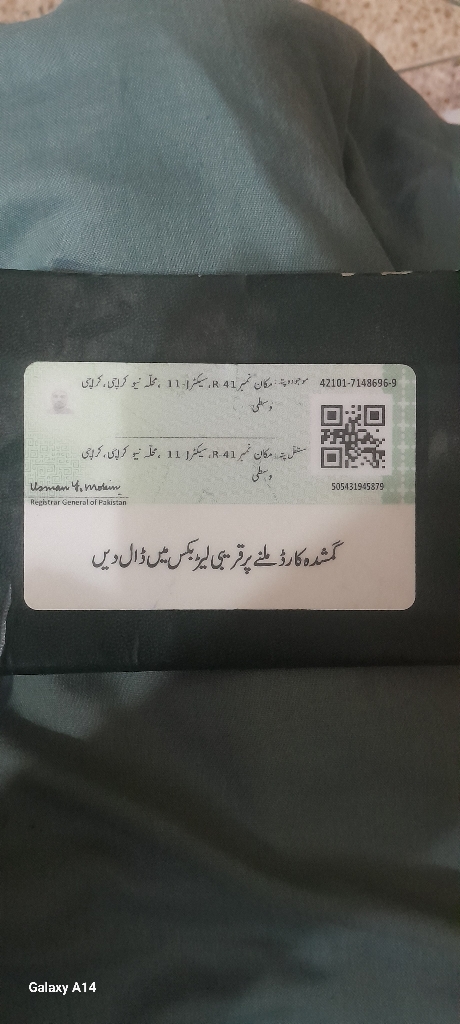 42101-7148696-9
موجودہ پتہ: مکان نمبر R 41، سیکٹر 11، محلہ نیو کراچی، کراچی
وسطی
مستقل پتہ: مکان نمبر R 41، سیکٹر 11، محلہ نیو کراچی، کراچی
وسطی
505431945879
Usman Y. Mobin
Registrar General of Pakistan
گمشدہ کارڈ ملنے پر قریبی لیٹر بکس میں ڈال دیں
Galaxy A14